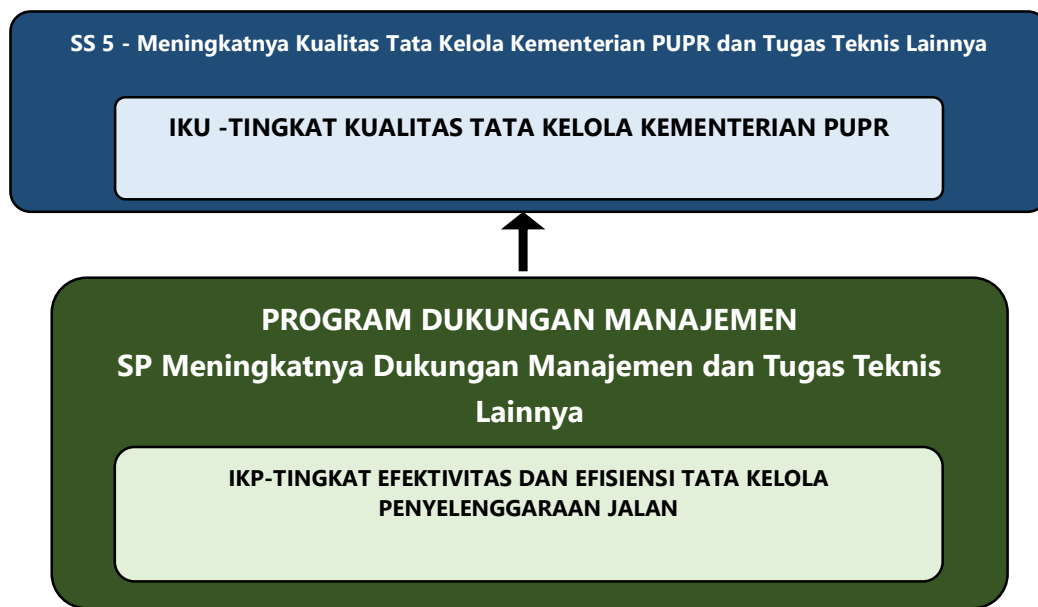 SS 5 - Meningkatnya Kualitas Tata Kelola Kementerian PUPR dan Tugas Teknis Lainnya
IKU -TINGKAT KUALITAS TATA KELOLA KEMENTERIAN PUPR
PROGRAM DUKUNGAN MANAJEMEN
SP Meningkatnya Dukungan Manajemen dan Tugas Teknis
Lainnya
IKP-TINGKAT EFEKTIVITAS DAN EFISIENSI TATA KELOLA
PENYELENGGARAAN JALAN